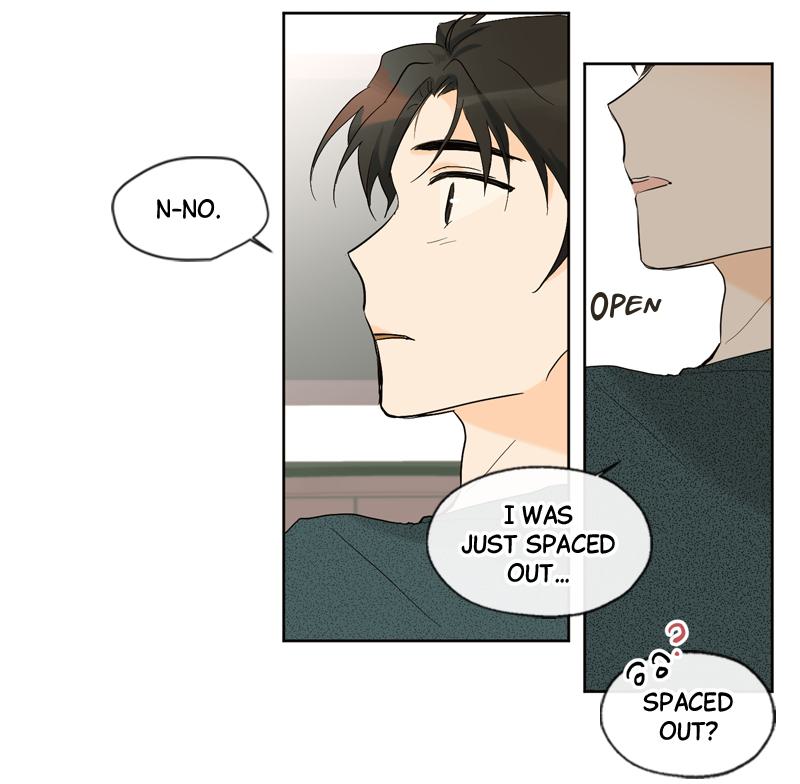 N-NO.
OPEN
I WAS
JUST SPACED
OUT...
?
SPACED
OUT?